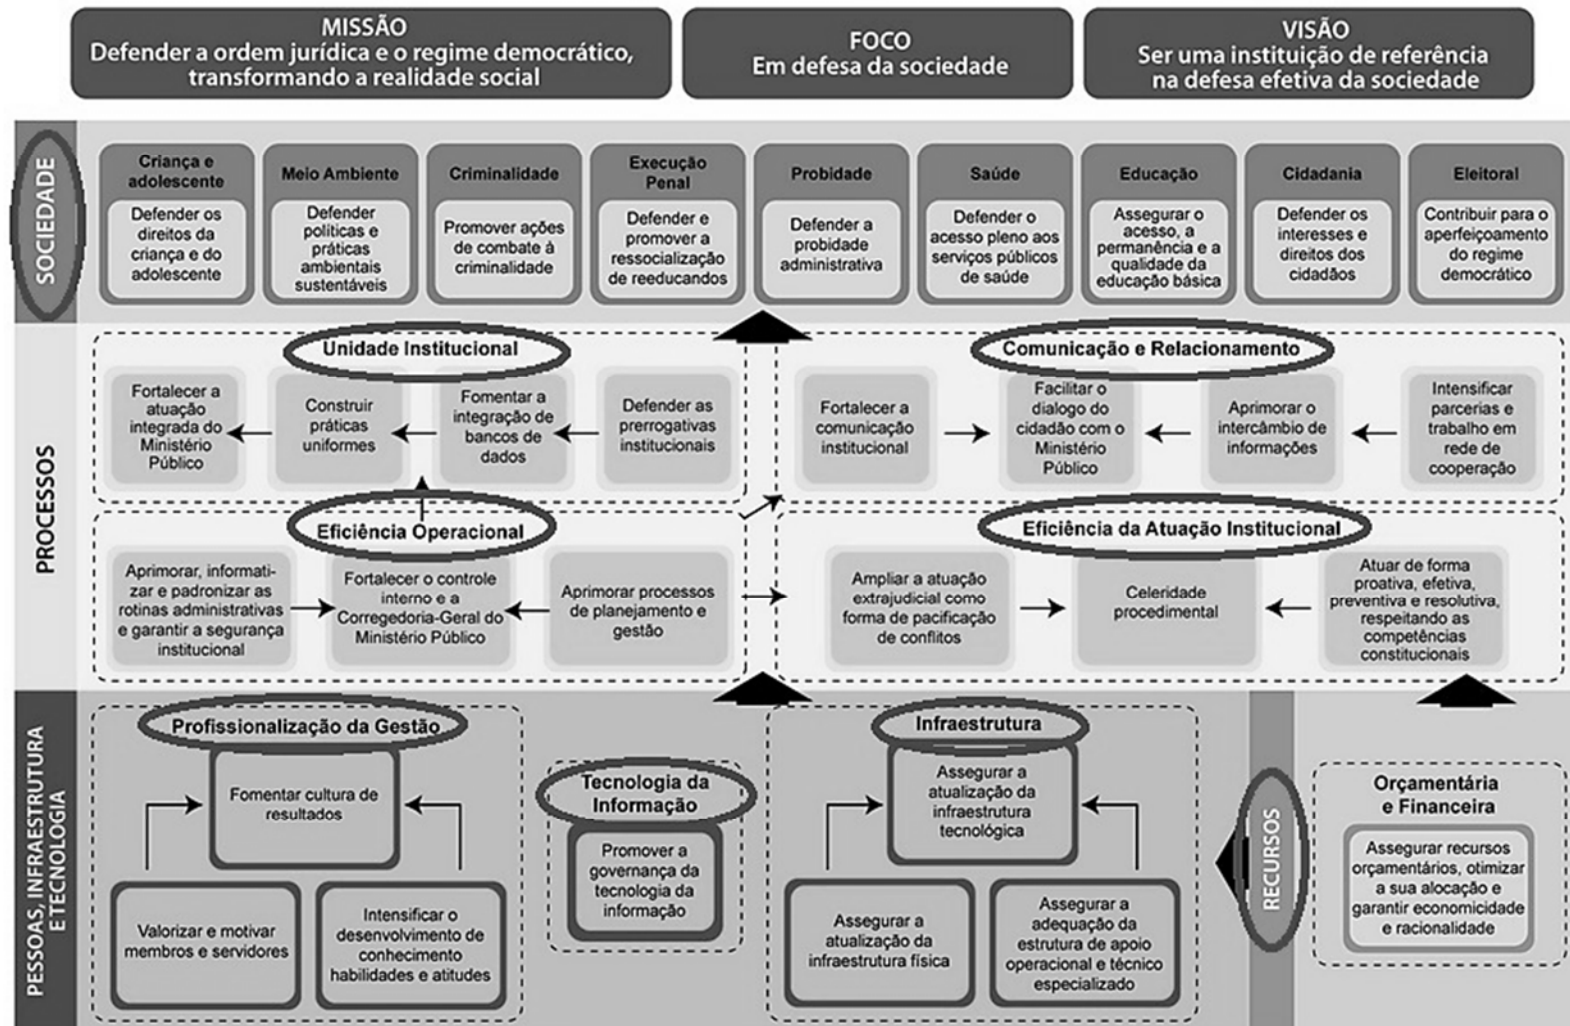 MISSÃO
Defender a ordem jurídica e o regime democrático,
transformando a realidade social
FOCO
Em defesa da sociedade
VISÃO
Ser uma instituição de referência
na defesa efetiva da sociedade
SOCIEDADE
Criança e
adolescente
Defender os
direitos da
criança e do
adolescente
Meio Ambiente
Defender
políticas e
práticas
ambientais
sustentáveis
Criminalidade
Promover ações
de combate à
criminalidade
Execução
Penal
Defender e
promover a
ressocialização
de reeducandos
Probidade
Defender a
probidade
administrativa
Saúde
Defender o
acesso pleno aos
serviços públicos
de saúde
Educação
Assegurar o
acesso, a
permanência e a
qualidade da
educação básica
Cidadania
Defender os
interesses e
direitos dos
cidadãos
Eleitoral
Contribuir para o
aperfeiçoamento
do regime
democrático
PROCESSOS
Unidade Institucional
Fortalecer a
atuação
integrada do
Ministério
Público
Construir
práticas
uniformes
Fomentar a
integração de
bancos de
dados
Defender as
prerrogativas
institucionais
Comunicação e Relacionamento
Fortalecer a
comunicação
institucional
Facilitar o
dialogo do
cidadão com o
Ministério
Público
Aprimorar o
intercâmbio de
informações
Intensificar
parcerias e
trabalho em
rede de
cooperação
Eficiência Operacional
Aprimorar, informati-
zar e padronizar as
rotinas administrativas
e garantir a segurança
institucional
Fortalecer o controle
interno e a
Corregedoria-Geral do
Ministério Público
Aprimorar processos
de planejamento e
gestão
Eficiência da Atuação Institucional
Ampliar a atuação
extrajudicial como
forma de pacificação
de conflitos
Celeridade
procedimental
Atuar de forma
proativa, efetiva,
preventiva e resolutiva,
respeitando as
competências
constitucionais
PESSOAS, INFRAESTRUTURA
E TECNOLOGIA
Profissionalização da Gestão
Fomentar cultura de
resultados
Valorizar e motivar
membros e servidores
Intensificar o
desenvolvimento de
conhecimento
habilidades e atitudes
Tecnologia da
Informação
Promover a
governança da
tecnologia da
informação
Infraestrutura
Assegurar a
atualização da
infraestrutura
tecnológica
Assegurar a
atualização da
infraestrutura física
Assegurar a
adequação da
estrutura de apoio
operacional e técnico
especializado
RECURSOS
Orçamentária
e Financeira
Assegurar recursos
orçamentários, otimizar
a sua alocação e
garantir economicidade
e racionalidade